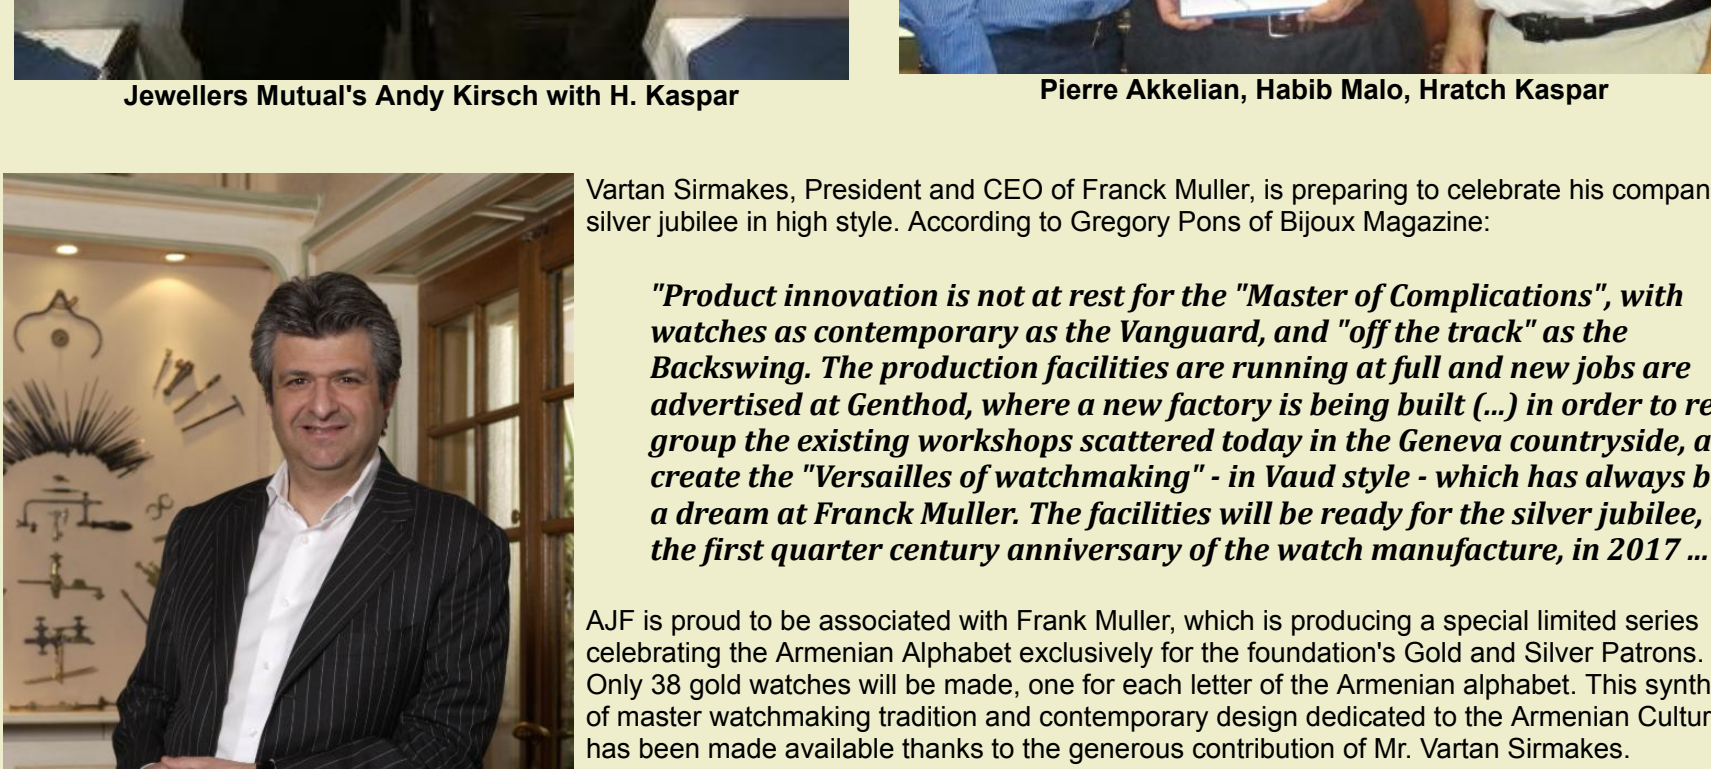 Jewellers Mutual's Andy Kirsch with H. Kaspar
Pierre Akkelian, Habib Malo, Hratch Kaspar
Vartan Sirmakes, President and CEO of Franck Muller, is preparing to celebrate his compan
silver jubilee in high style. According to Gregory Pons of Bijoux Magazine:
"Product innovation is not at rest for the "Master of Complications", with
watches as contemporary as the Vanguard, and "off the track" as the
Backswing. The production facilities are running at full and new jobs are
advertised at Genthod, where a new factory is being built (...) in order to re
group the existing workshops scattered today in the Geneva countryside, a
create the "Versailles of watchmaking" - in Vaud style - which has always b
a dream at Franck Muller. The facilities will be ready for the silver jubilee,
the first quarter century anniversary of the watch manufacture, in 2017 ...
AJF is proud to be associated with Frank Muller, which is producing a special limited series
celebrating the Armenian Alphabet exclusively for the foundation's Gold and Silver Patrons.
Only 38 gold watches will be made, one for each letter of the Armenian alphabet. This synth
of master watchmaking tradition and contemporary design dedicated to the Armenian Cultur
has been made available thanks to the generous contribution of Mr. Vartan Sirmakes.